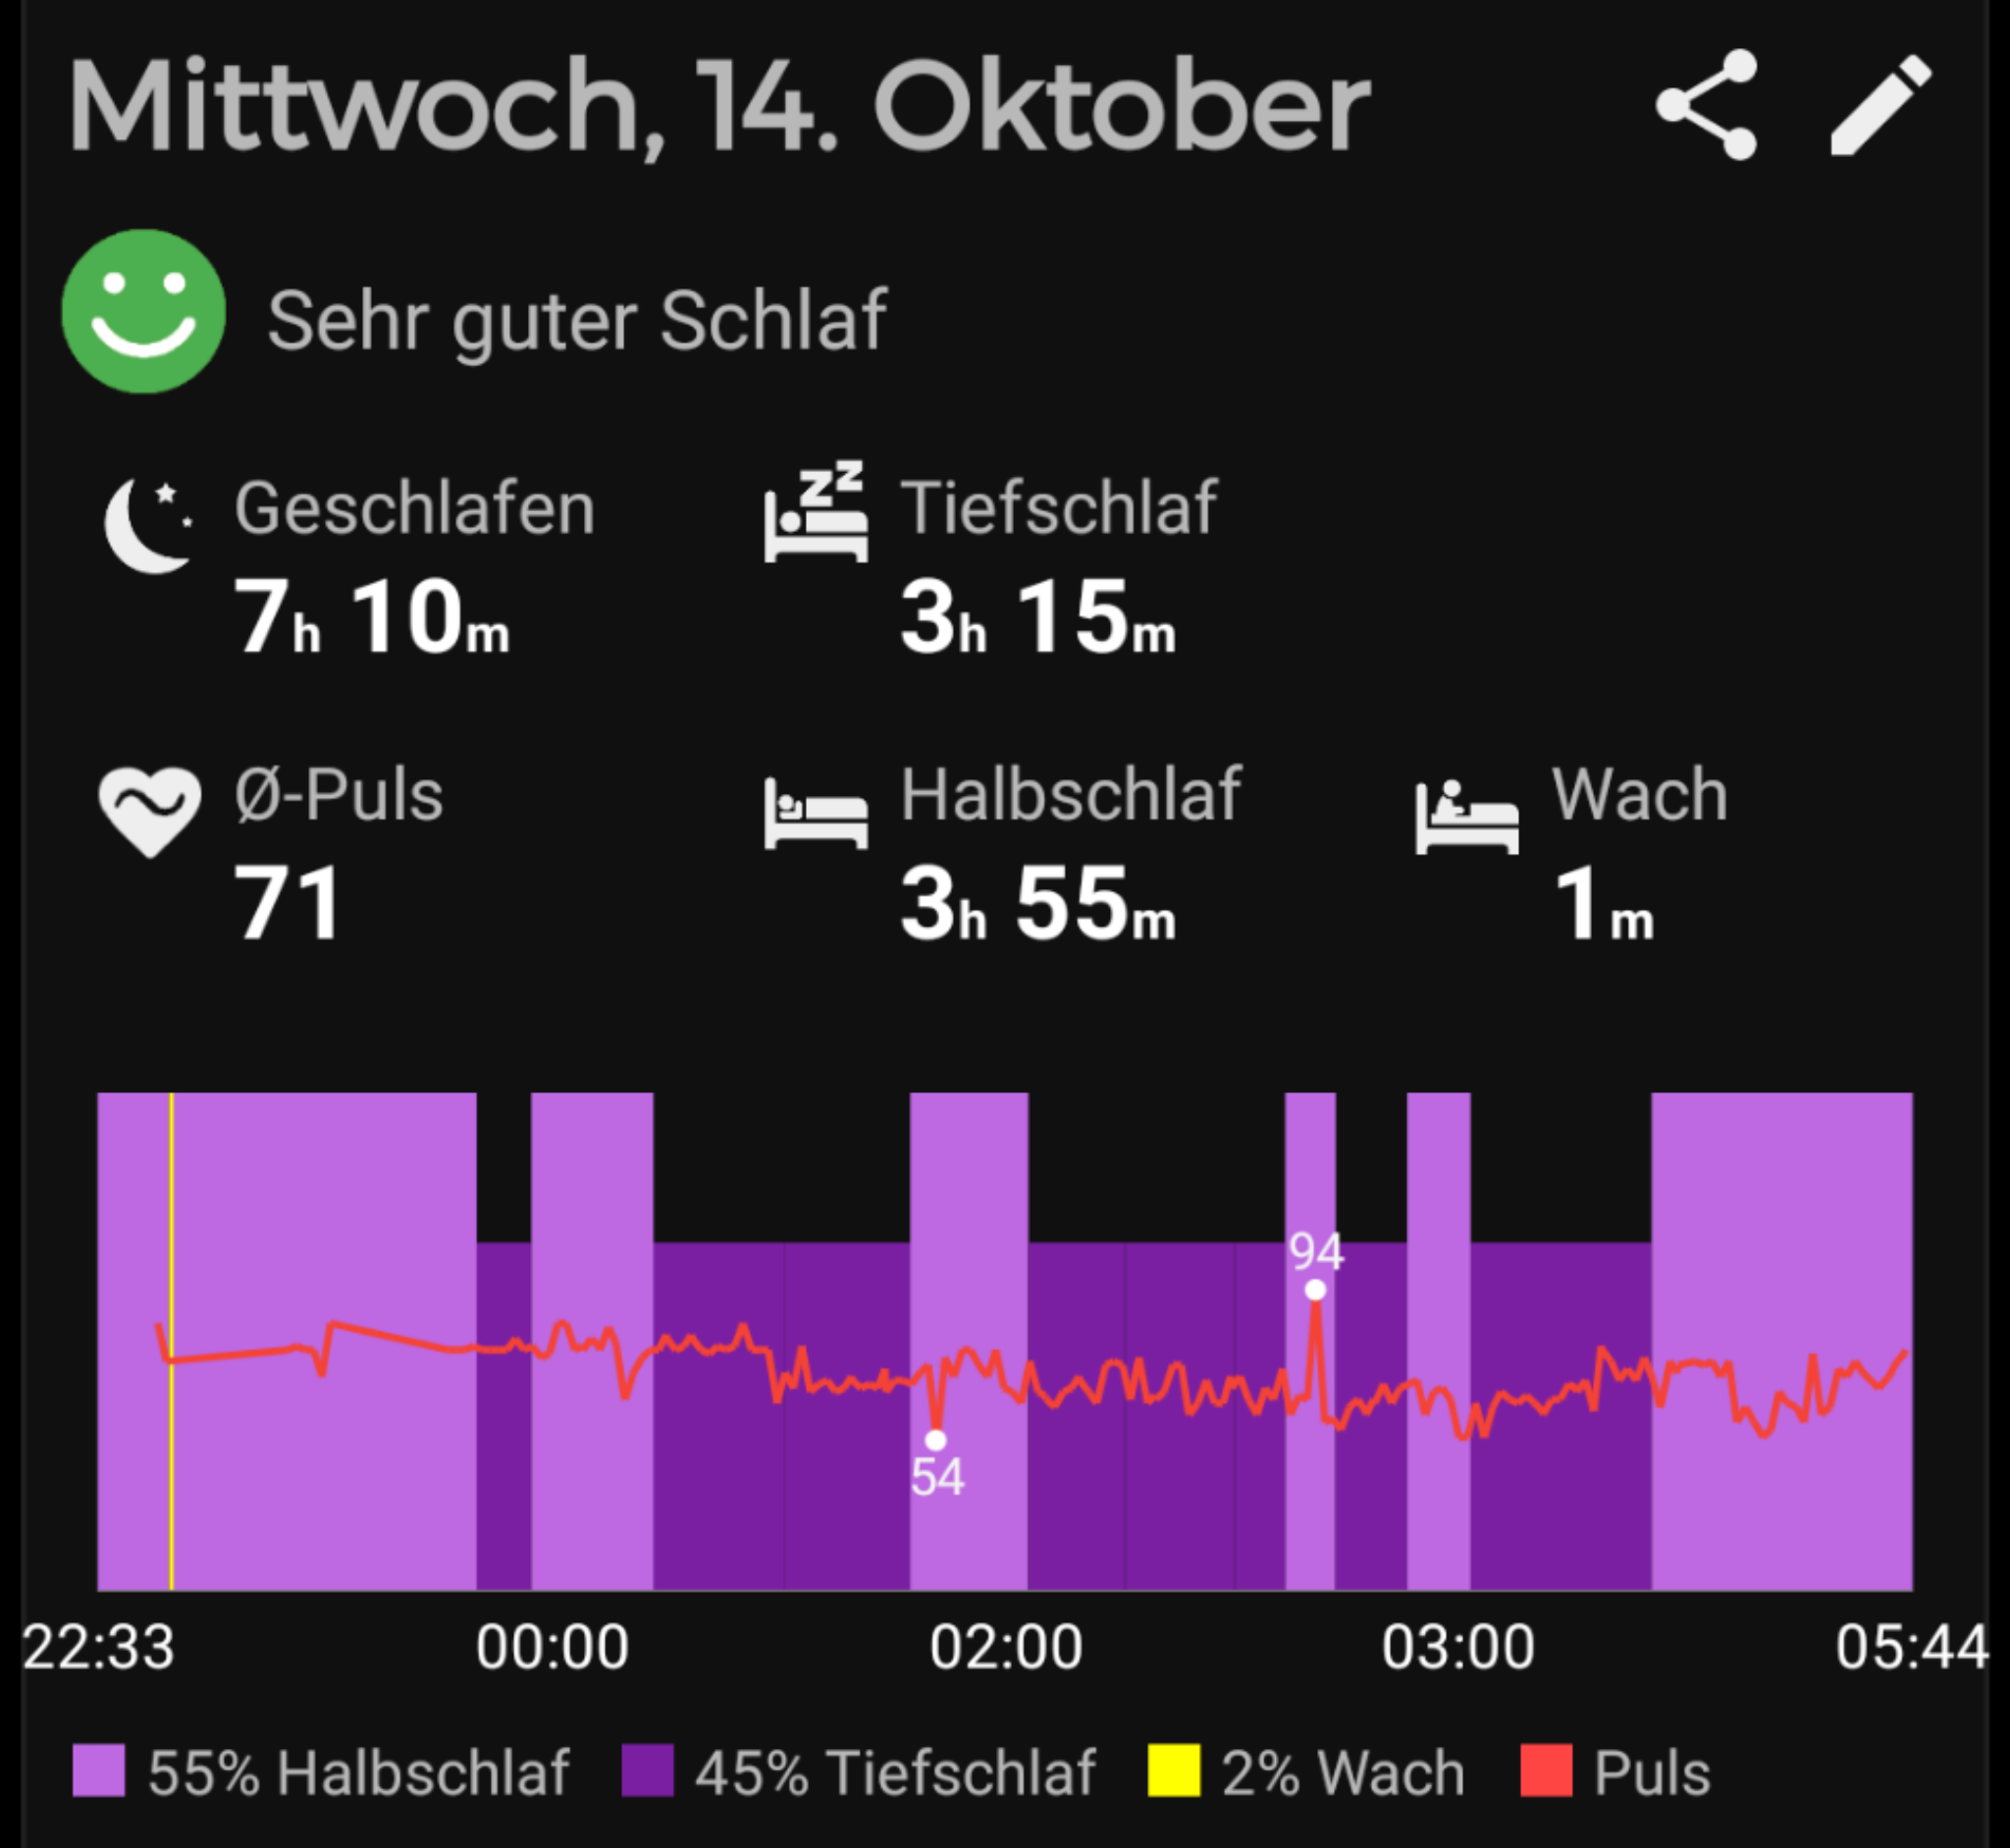 Mittwoch, 14. Oktober
Sehr guter Schlaf
Geschlafen
7h 10m
Tiefschlaf
3h 15m
Ø-Puls
71
Halbschlaf
3h 55m
Wach
1m
94
54
22:33 00:00 02:00 03:00 05:44
55% Halbschlaf 45% Tiefschlaf 2% Wach Puls